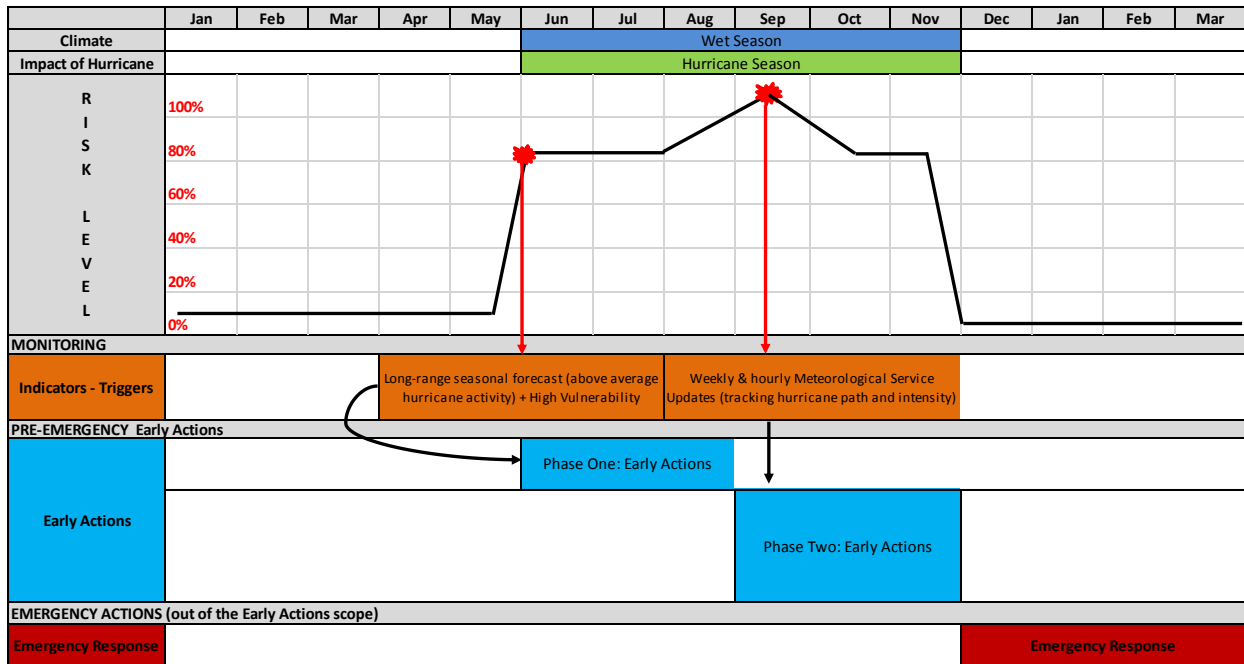 Jan Feb Mar Apr May Jun Jul Aug Sep Oct Nov Dec Jan Feb Mar
Climate Wet Season
Impact of Hurricane Hurricane Season
R
I
S
K
L
E
V
E
L
100%
80%
60%
40%
20%
0%
MONITORING
Indicators - Triggers
Long-range seasonal forecast (above average
hurricane activity) + High Vulnerability
Weekly & hourly Meteorological Service
Updates (tracking hurricane path and intensity)
PRE-EMERGENCY Early Actions
Early Actions
Phase One: Early Actions
Phase Two: Early Actions
EMERGENCY ACTIONS (out of the Early Actions scope)
Emergency Response Emergency Response